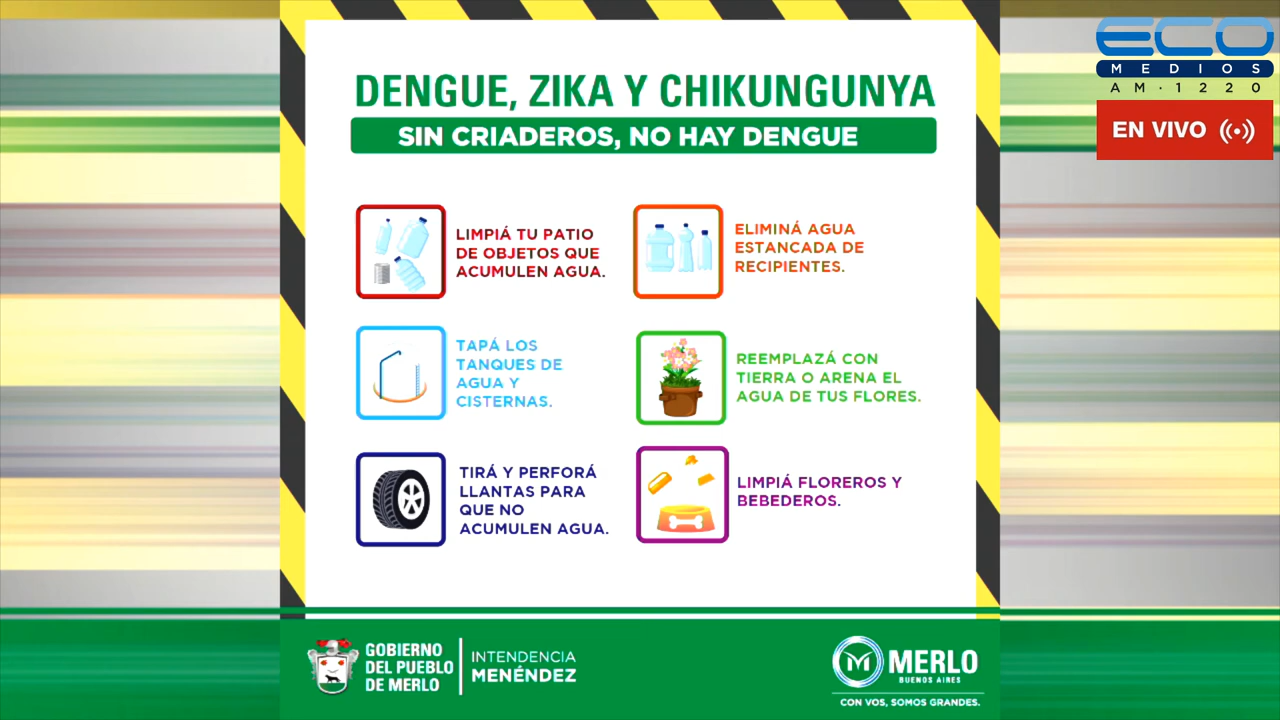 ECO
MEDIOS
AM·1220
EN VIVO
DENGUE, ZIKA Y CHIKUNGUNYA
SIN CRIADEROS, NO HAY DENGUE
LIMPIÁ TU PATIO
DE OBJETOS QUE
ACUMULEN AGUA.
ELIMINÁ AGUA
ESTANCADA DE
RECIPIENTES.
TAPÁ LOS
TANQUES DE
AGUA Y
CISTERNAS.
REEMPLAZÁ CON
TIERRA O ARENA EL
AGUA DE TUS FLORES.
TIRÁ Y PERFORÁ
LLANTAS PARA
QUE NO
ACUMULEN AGUA.
LIMPIÁ FLOREROS Y
BEBEDEROS.
GOBIERNO
DEL PUEBLO
DE MERLO
INTENDENCIA
MENÉNDEZ
M
MERLO
BUENOS AIRES
CON VOS, SOMOS GRANDES.